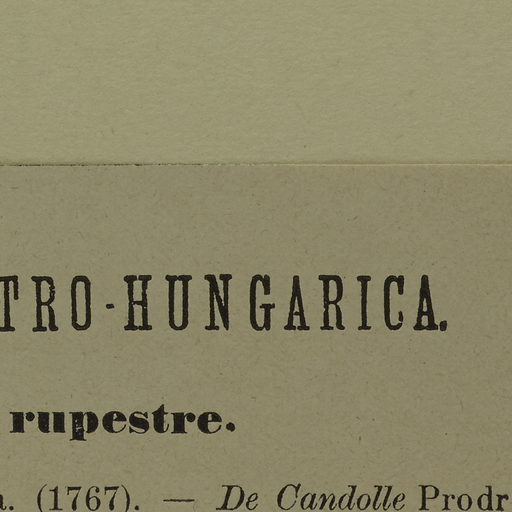 TRO-HUNGARICA.
rupestre.
. (1767). — De Candolle Prodr